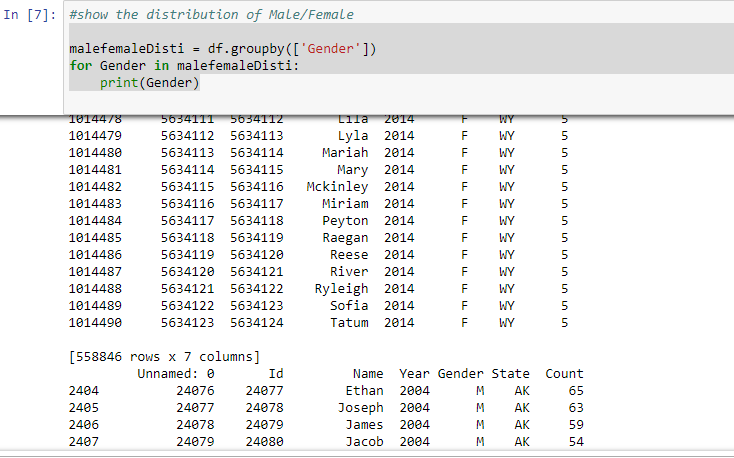 In [7]: #show the distribution of Male/Female
malefemaleDisti = df.groupby(['Gender'])
for Gender in malefemaleDisti:
print(Gender)
1014478 5634111 5634112 Lila 2014 F WY 5
1014479 5634112 5634113 Lyla 2014 F WY 5
1014480 5634113 5634114 Mariah 2014 F WY 5
1014481 5634114 5634115 Mary 2014 F WY 5
1014482 5634115 5634116 Mckinley 2014 F WY 5
1014483 5634116 5634117 Miriam 2014 F WY 5
1014484 5634117 5634118 Peyton 2014 F WY 5
1014485 5634118 5634119 Raegan 2014 F WY 5
1014486 5634119 5634120 Reese 2014 F WY 5
1014487 5634120 5634121 River 2014 F WY 5
1014488 5634121 5634122 Ryleigh 2014 F WY 5
1014489 5634122 5634123 Sofia 2014 F WY 5
1014490 5634123 5634124 Tatum 2014 F WY 5
[558846 rows x 7 columns]
Unnamed: 0 Id Name Year Gender State Count
2404 24076 24077 Ethan 2004 M AK 65
2405 24077 24078 Joseph 2004 M AK 63
2406 24078 24079 James 2004 M AK 59
2407 24079 24080 Jacob 2004 M AK 54